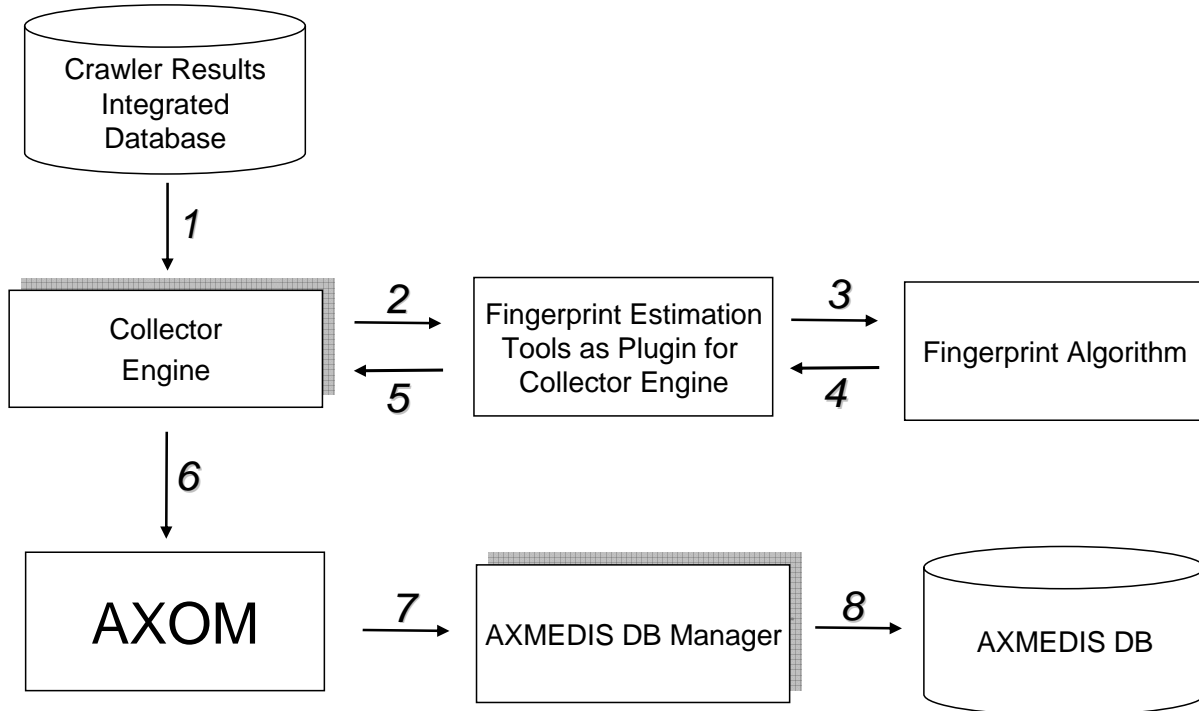 Crawler Results
Integrated
Database
1
Collector
Engine
2
5
Fingerprint Estimation
Tools as Plugin for
Collector Engine
3
4
Fingerprint Algorithm
6
AXOM
7
AXMEDIS DB Manager
8
AXMEDIS DB